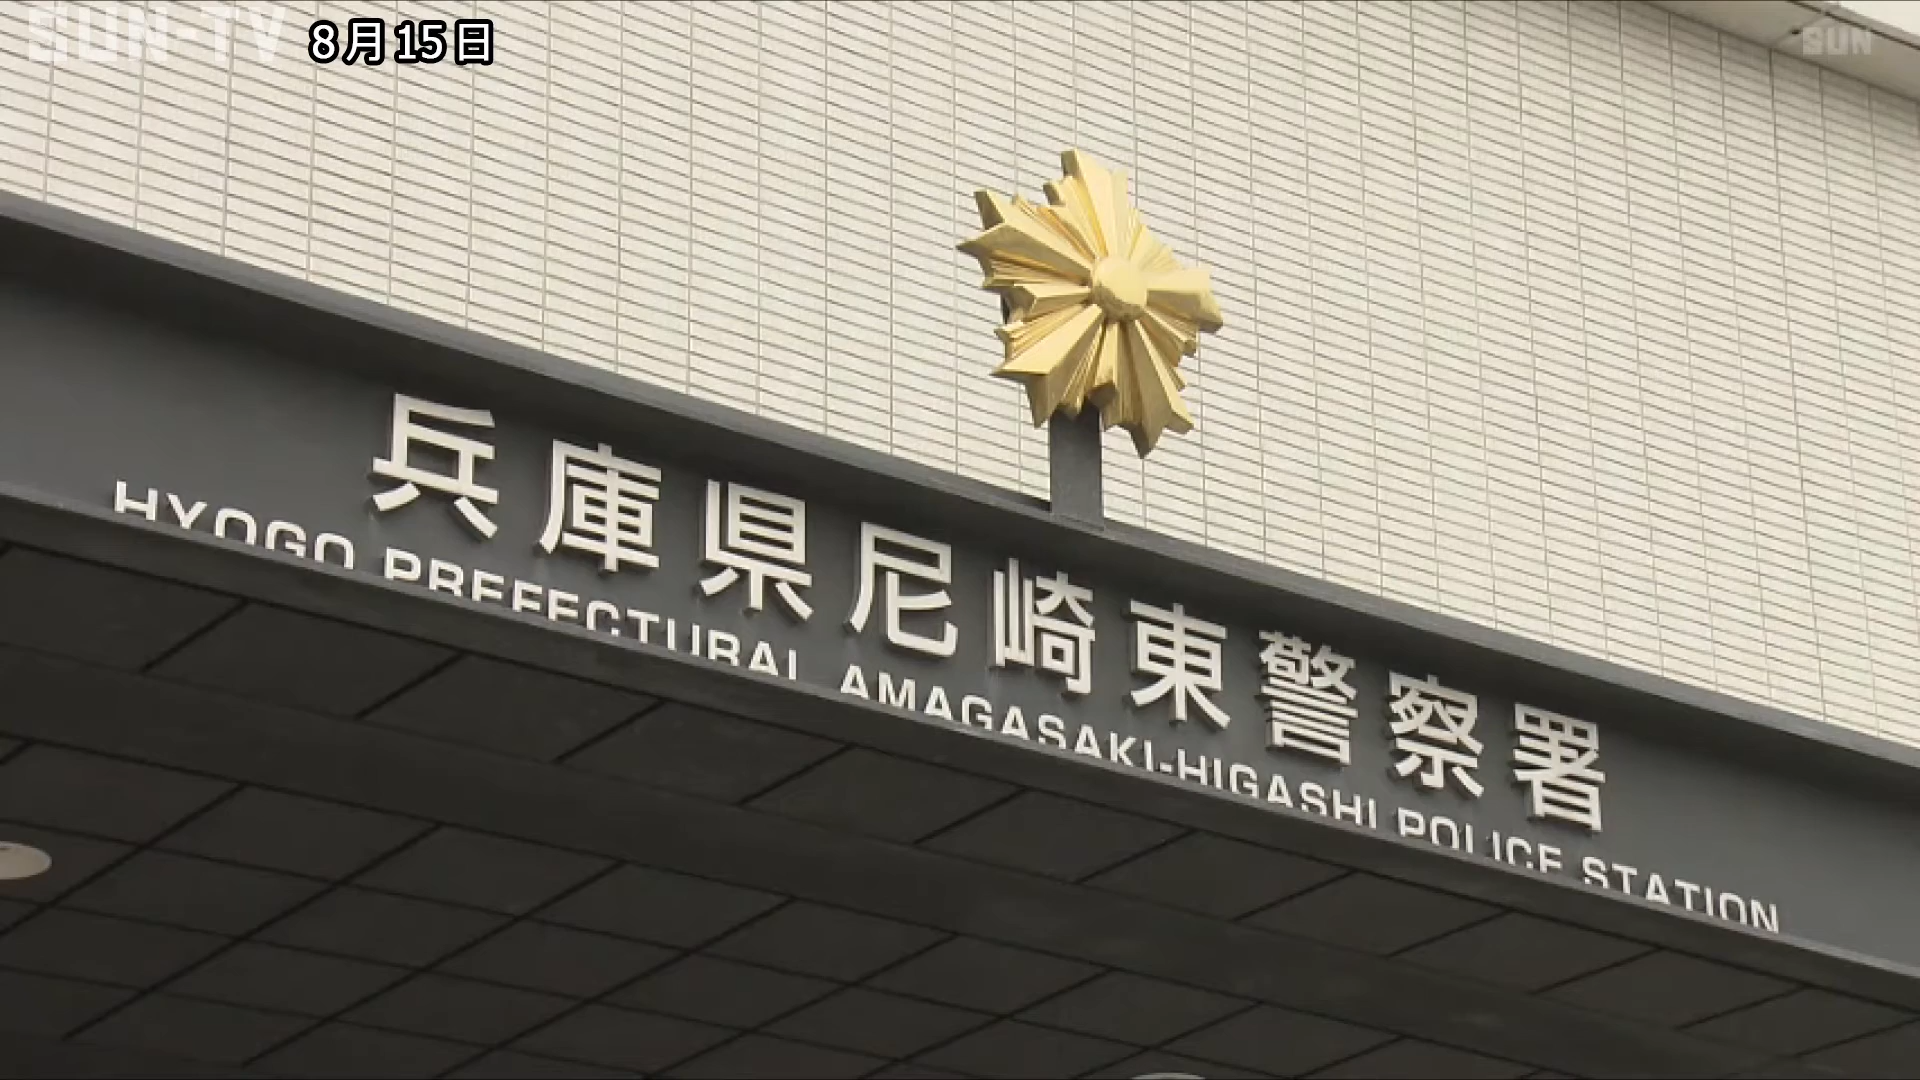 SUN-TV 8月15日
SUN
兵庫県尼崎東警察署
HYOGO PREFECTURAL AMAGASAKI-HIGASHI POLICE STATION